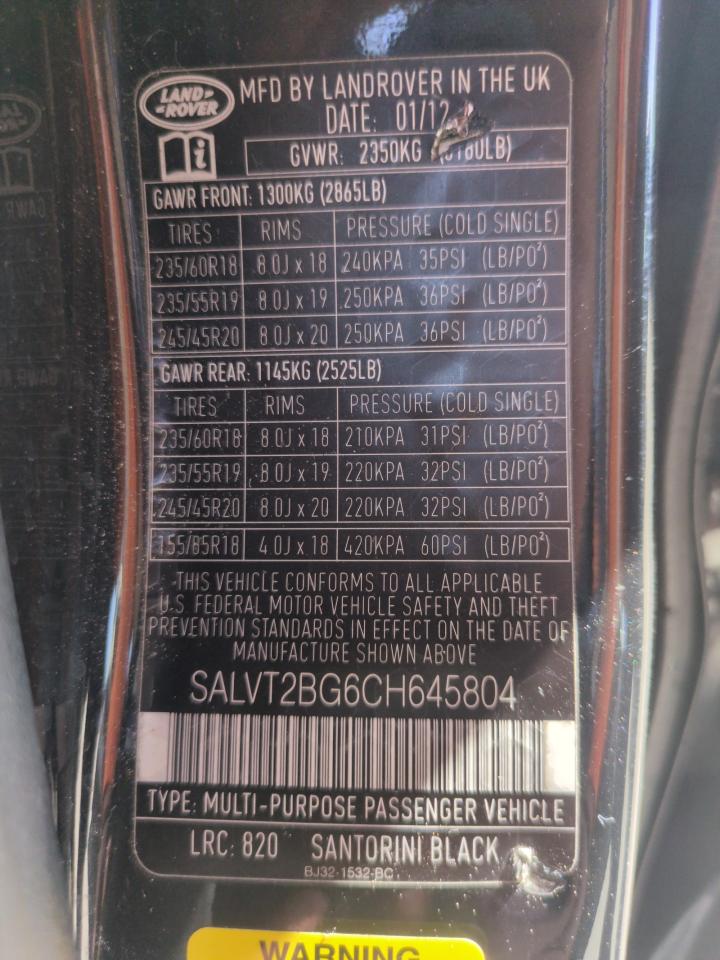 LAND-
-ROVER
MFD BY LANDROVER IN THE UK
DATE: 01/12
i
GVWR: 2350KG
GAWR FRONT: 1300KG (2865LB)
TIRES RIMS PRESSURE (COLD SINGLE)
235/60R18 8.0J x 18 240KPA 35PSI (LB/PO²)
235/55R19 8.0J x 19 250KPA 36PSI (LB/PO²)
245/45R20 8.0J x 20 250KPA 36PSI (LB/PO²)
GAWR REAR: 1145KG (2525LB)
TIRES RIMS PRESSURE (COLD SINGLE)
235/60R18 8.0J x 18 210KPA 31PSI (LB/PO²)
235/55R19 8.0J x 19 220KPA 32PSI (LB/PO²)
245/45R20 8.0J x 20 220KPA 32PSI (LB/PO²)
155/85R18 4.0J x 18 420KPA 60PSI (LB/PO²)
THIS VEHICLE CONFORMS TO ALL APPLICABLE
U.S. FEDERAL MOTOR VEHICLE SAFETY AND THEFT
PREVENTION STANDARDS IN EFFECT ON THE DATE OF
MANUFACTURE SHOWN ABOVE
SALVT2BG6CH645804
TYPE: MULTI-PURPOSE PASSENGER VEHICLE
LRC: 820 SANTORINI BLACK
BJ32-1532-BC
WARNING